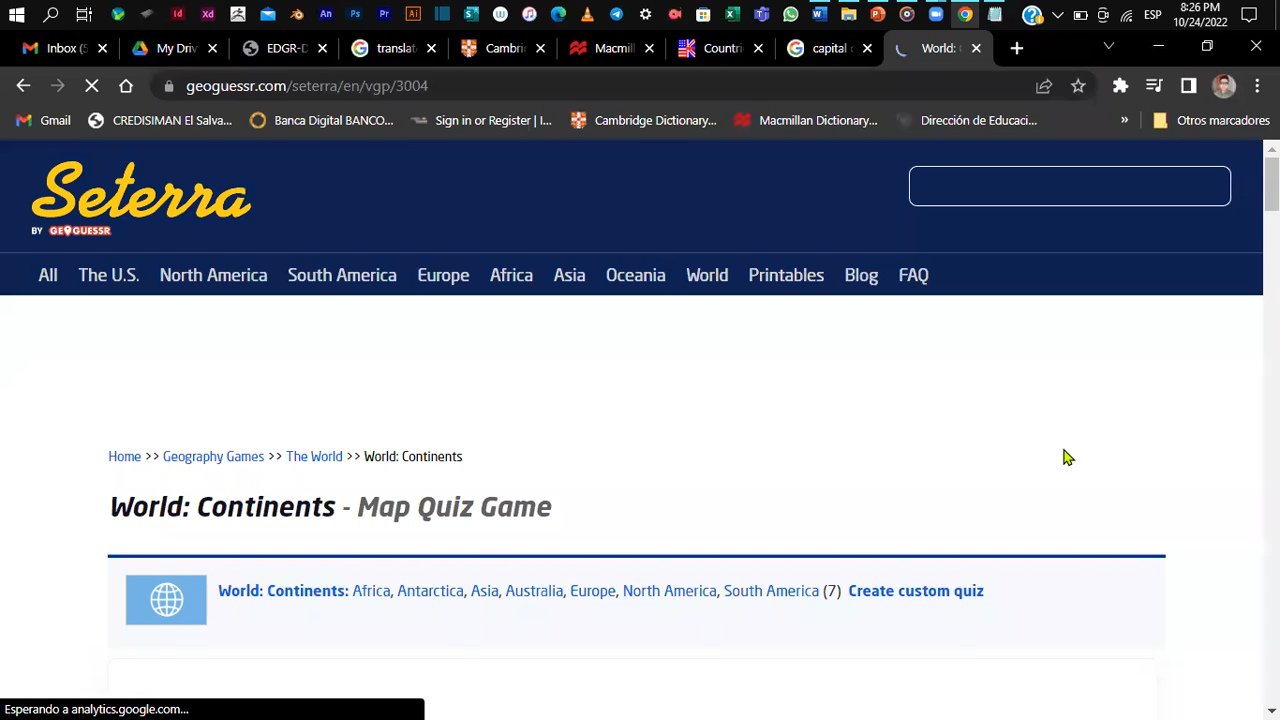 8:26 PM
ESP
10/24/2022
Inbox (5
My Driv
EDGR-D
translat
Cambri
Macmill
Countri
capital
World:
geoguessr.com/seterra/en/vgp/3004
Gmail
CREDISIMAN El Salva...
Banca Digital BANCO...
Sign in or Register | I...
Cambridge Dictionary...
Macmillan Dictionary...
Dirección de Educaci...
»
Otros marcadores
Seterra
BY GEOGUESSR
All The U.S. North America South America Europe Africa Asia Oceania World Printables Blog FAQ
Home >> Geography Games >> The World >> World: Continents
World: Continents - Map Quiz Game
World: Continents: Africa, Antarctica, Asia, Australia, Europe, North America, South America (7) Create custom quiz
Esperando a analytics.google.com...